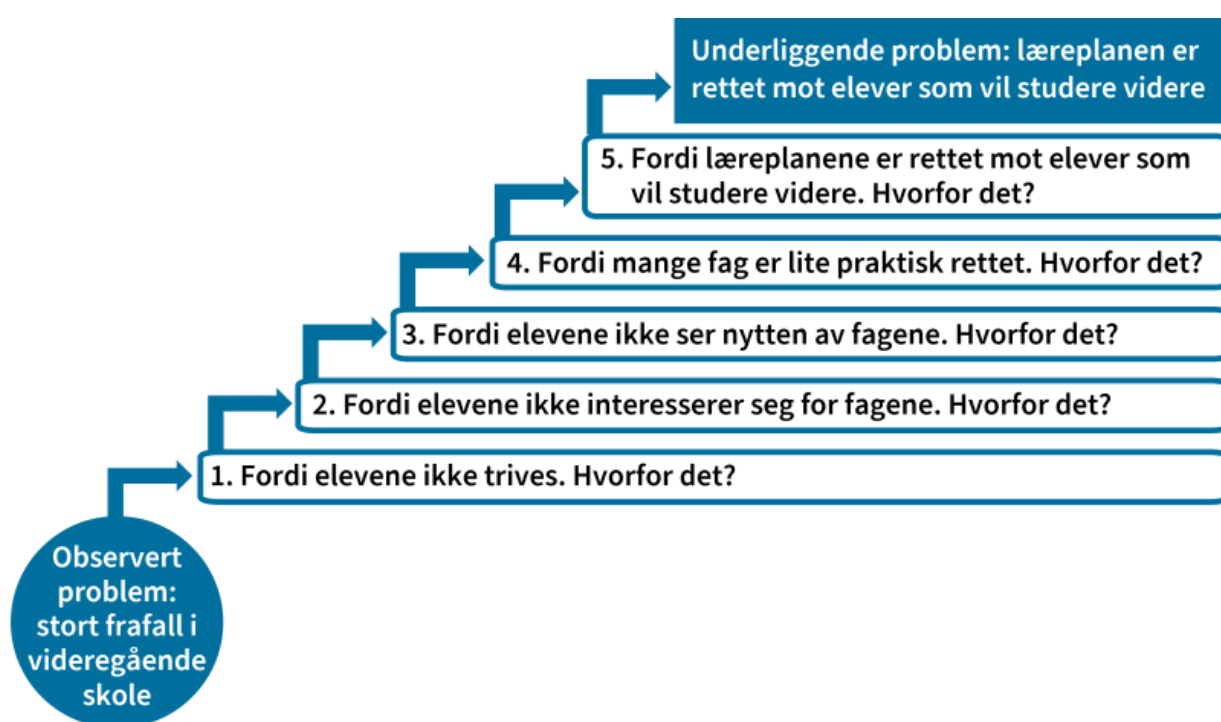 Underliggende problem: læreplanen er
rettet mot elever som vil studere videre
5. Fordi læreplanene er rettet mot elever som
vil studere videre. Hvorfor det?
4. Fordi mange fag er lite praktisk rettet. Hvorfor det?
3. Fordi elevene ikke ser nytten av fagene. Hvorfor det?
2. Fordi elevene ikke interesserer seg for fagene. Hvorfor det?
1. Fordi elevene ikke trives. Hvorfor det?
Observert
problem:
stort frafall i
videregående
skole